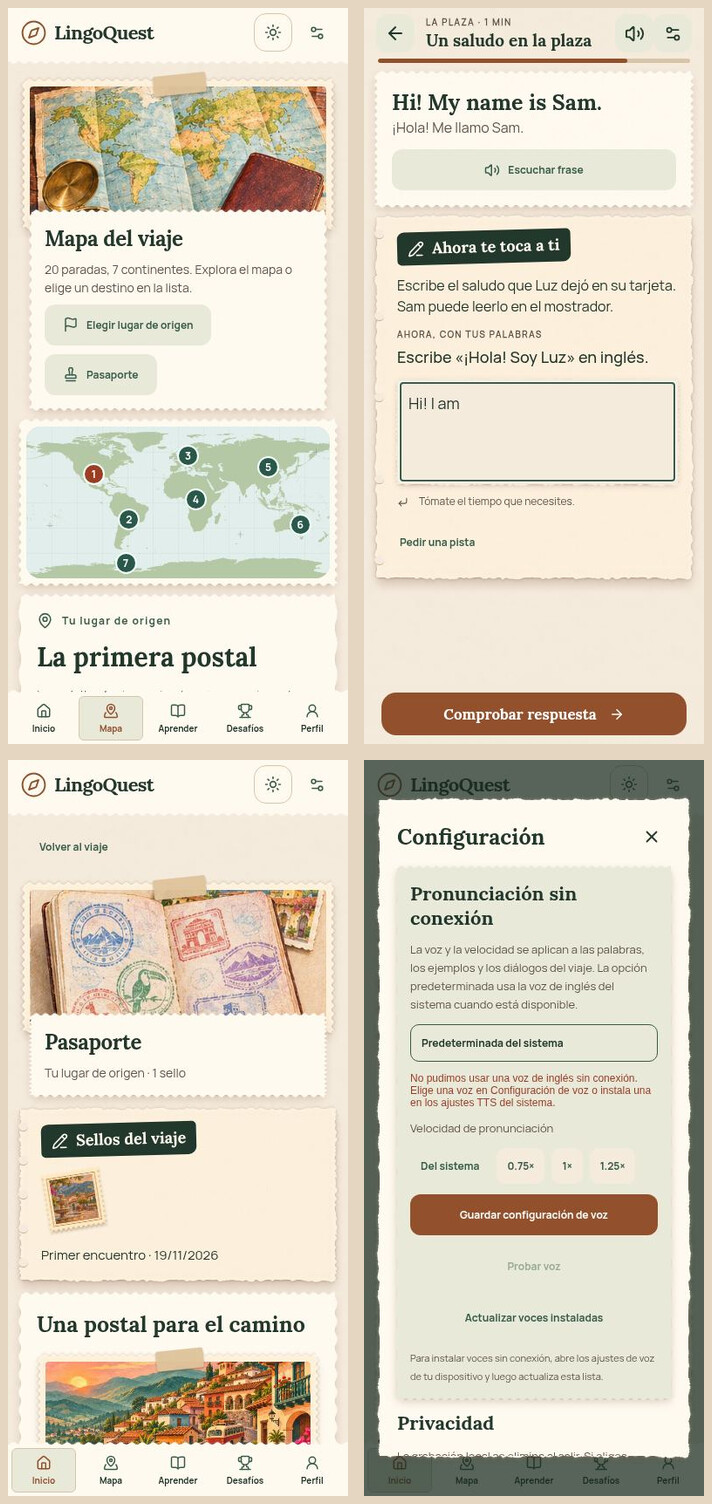 LingoQuest
Mapa del viaje
20 paradas, 7 continentes. Explora el mapa o
elige un destino en la lista.
Elegir lugar de origen
Pasaporte
1
2
3
4
5
6
7
Tu lugar de origen
La primera postal
Inicio
Mapa
Aprender
Desafíos
Perfil
LA PLAZA · 1 MIN
Un saludo en la plaza
Hi! My name is Sam.
¡Hola! Me llamo Sam.
Escuchar frase
Ahora te toca a ti
Escribe el saludo que Luz dejó en su tarjeta.
Sam puede leerlo en el mostrador.
AHORA, CON TUS PALABRAS
Escribe «¡Hola! Soy Luz» en inglés.
Hi! I am
Tómate el tiempo que necesites.
Pedir una pista
Comprobar respuesta
LingoQuest
Volver al viaje
Pasaporte
Tu lugar de origen · 1 sello
Sellos del viaje
Primer encuentro · 19/11/2026
Una postal para el camino
Inicio
Mapa
Aprender
Desafíos
Perfil
LingoQuest
Configuración
Pronunciación sin
conexión
La voz y la velocidad se aplican a las palabras,
los ejemplos y los diálogos del viaje. La opción
predeterminada usa la voz de inglés del
sistema cuando está disponible.
Predeterminada del sistema
No pudimos usar una voz de inglés sin conexión.
Elige una voz en Configuración de voz o instala una
en los ajustes TTS del sistema.
Velocidad de pronunciación
Del sistema
0.75×
1×
1.25×
Guardar configuración de voz
Probar voz
Actualizar voces instaladas
Para instalar voces sin conexión, abre los ajustes de voz
de tu dispositivo y luego actualiza esta lista.
Privacidad
Inicio
Mapa
Aprender
Desafíos
Perfil